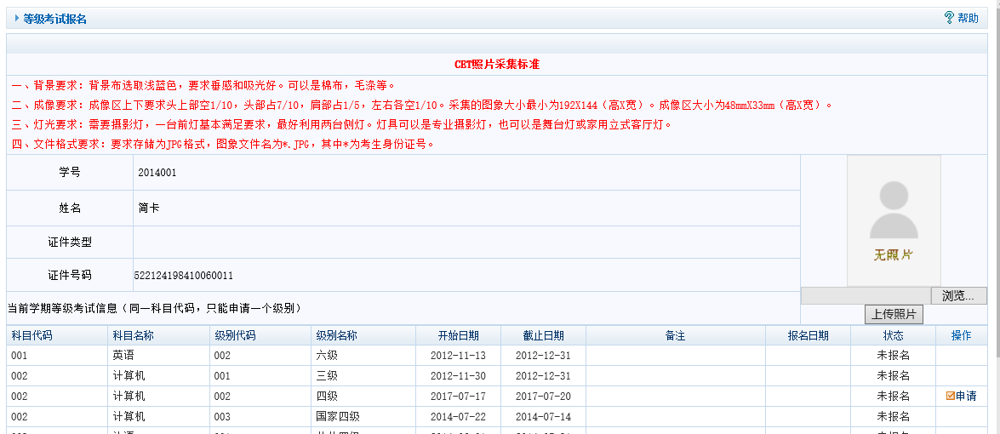 等级考试报名
帮助
CET照片采集标准
一、背景要求：背景布选取浅蓝色，要求垂感和吸光好。可以是棉布，毛涤等。
二、成像要求：成像区上下要求头上部空1/10，头部占7/10，肩部占1/5，左右各空1/10。采集的图象大小最小为192X144（高X宽）。成像区大小为48mmX33mm（高X宽）。
三、灯光要求：需要摄影灯，一台前灯基本满足要求，最好利用两台侧灯。灯具可以是专业摄影灯，也可以是舞台灯或家用立式客厅灯。
四、文件格式要求：要求存储为JPG格式，图象文件名为*.JPG，其中*为考生身份证号。
学号 2014001
姓名 简卡
无照片
证件类型
证件号码 522124198410060011
浏览...
上传照片
当前学期等级考试信息（同一科目代码，只能申请一个级别）
科目代码 科目名称 级别代码 级别名称 开始日期 截止日期 备注 报名日期 状态 操作
001 英语 002 六级 2012-11-13 2012-12-31 未报名
002 计算机 001 三级 2012-11-30 2012-12-31 未报名
002 计算机 002 四级 2017-07-17 2017-07-20 未报名 申请
002 计算机 003 国家四级 2014-07-22 2014-07-14 未报名